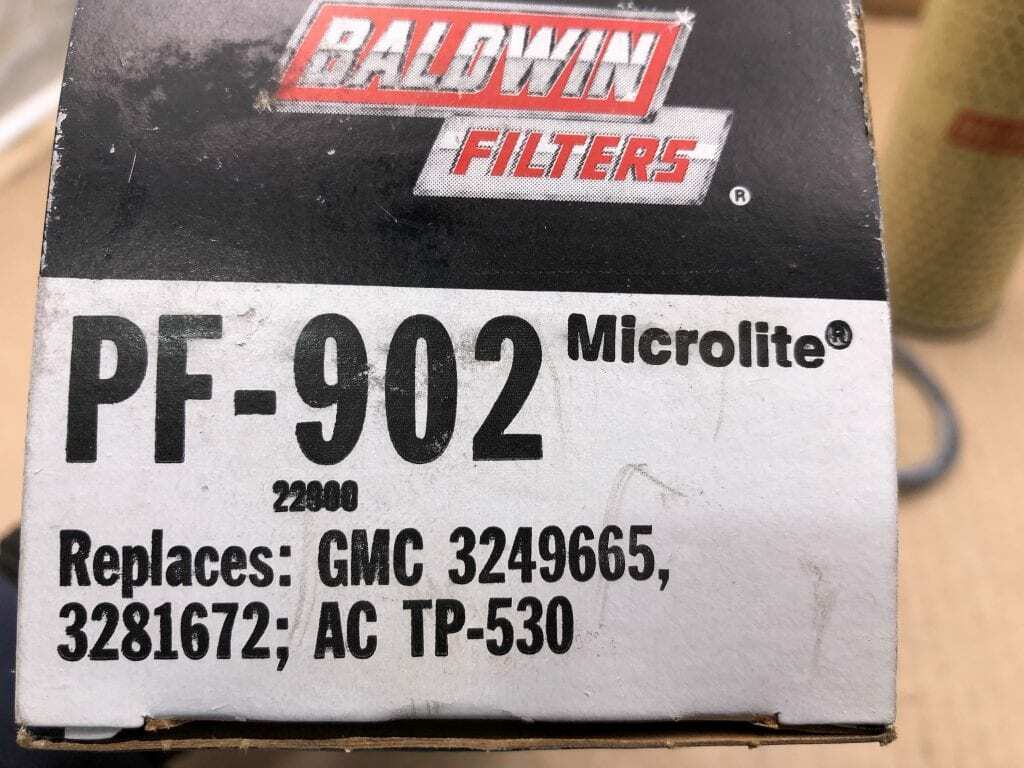 BALDWIN
FILTERS ®
PF-902 Microlite®
22900
Replaces: GMC 3249665,
3281672; AC TP-530